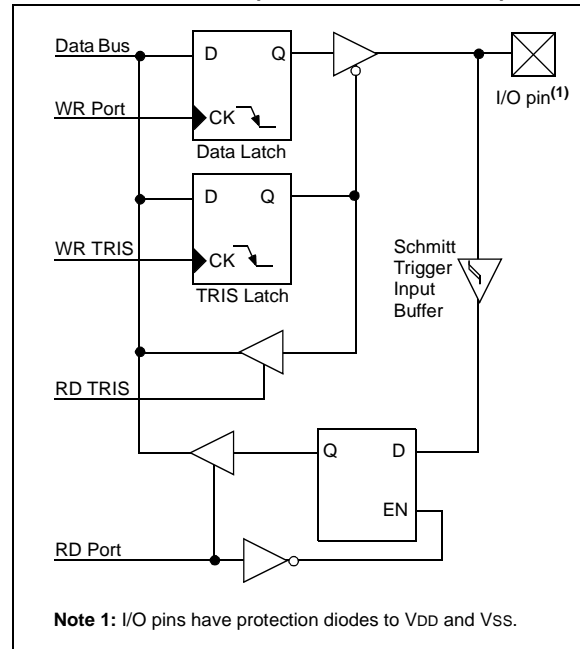 Data Bus
D Q
I/O pin(1)
WR Port
CK
Data Latch
D Q
WR TRIS
CK
TRIS Latch
Schmitt
Trigger
Input
Buffer
RD TRIS
Q D
EN
RD Port
Note 1: I/O pins have protection diodes to VDD and VSS.